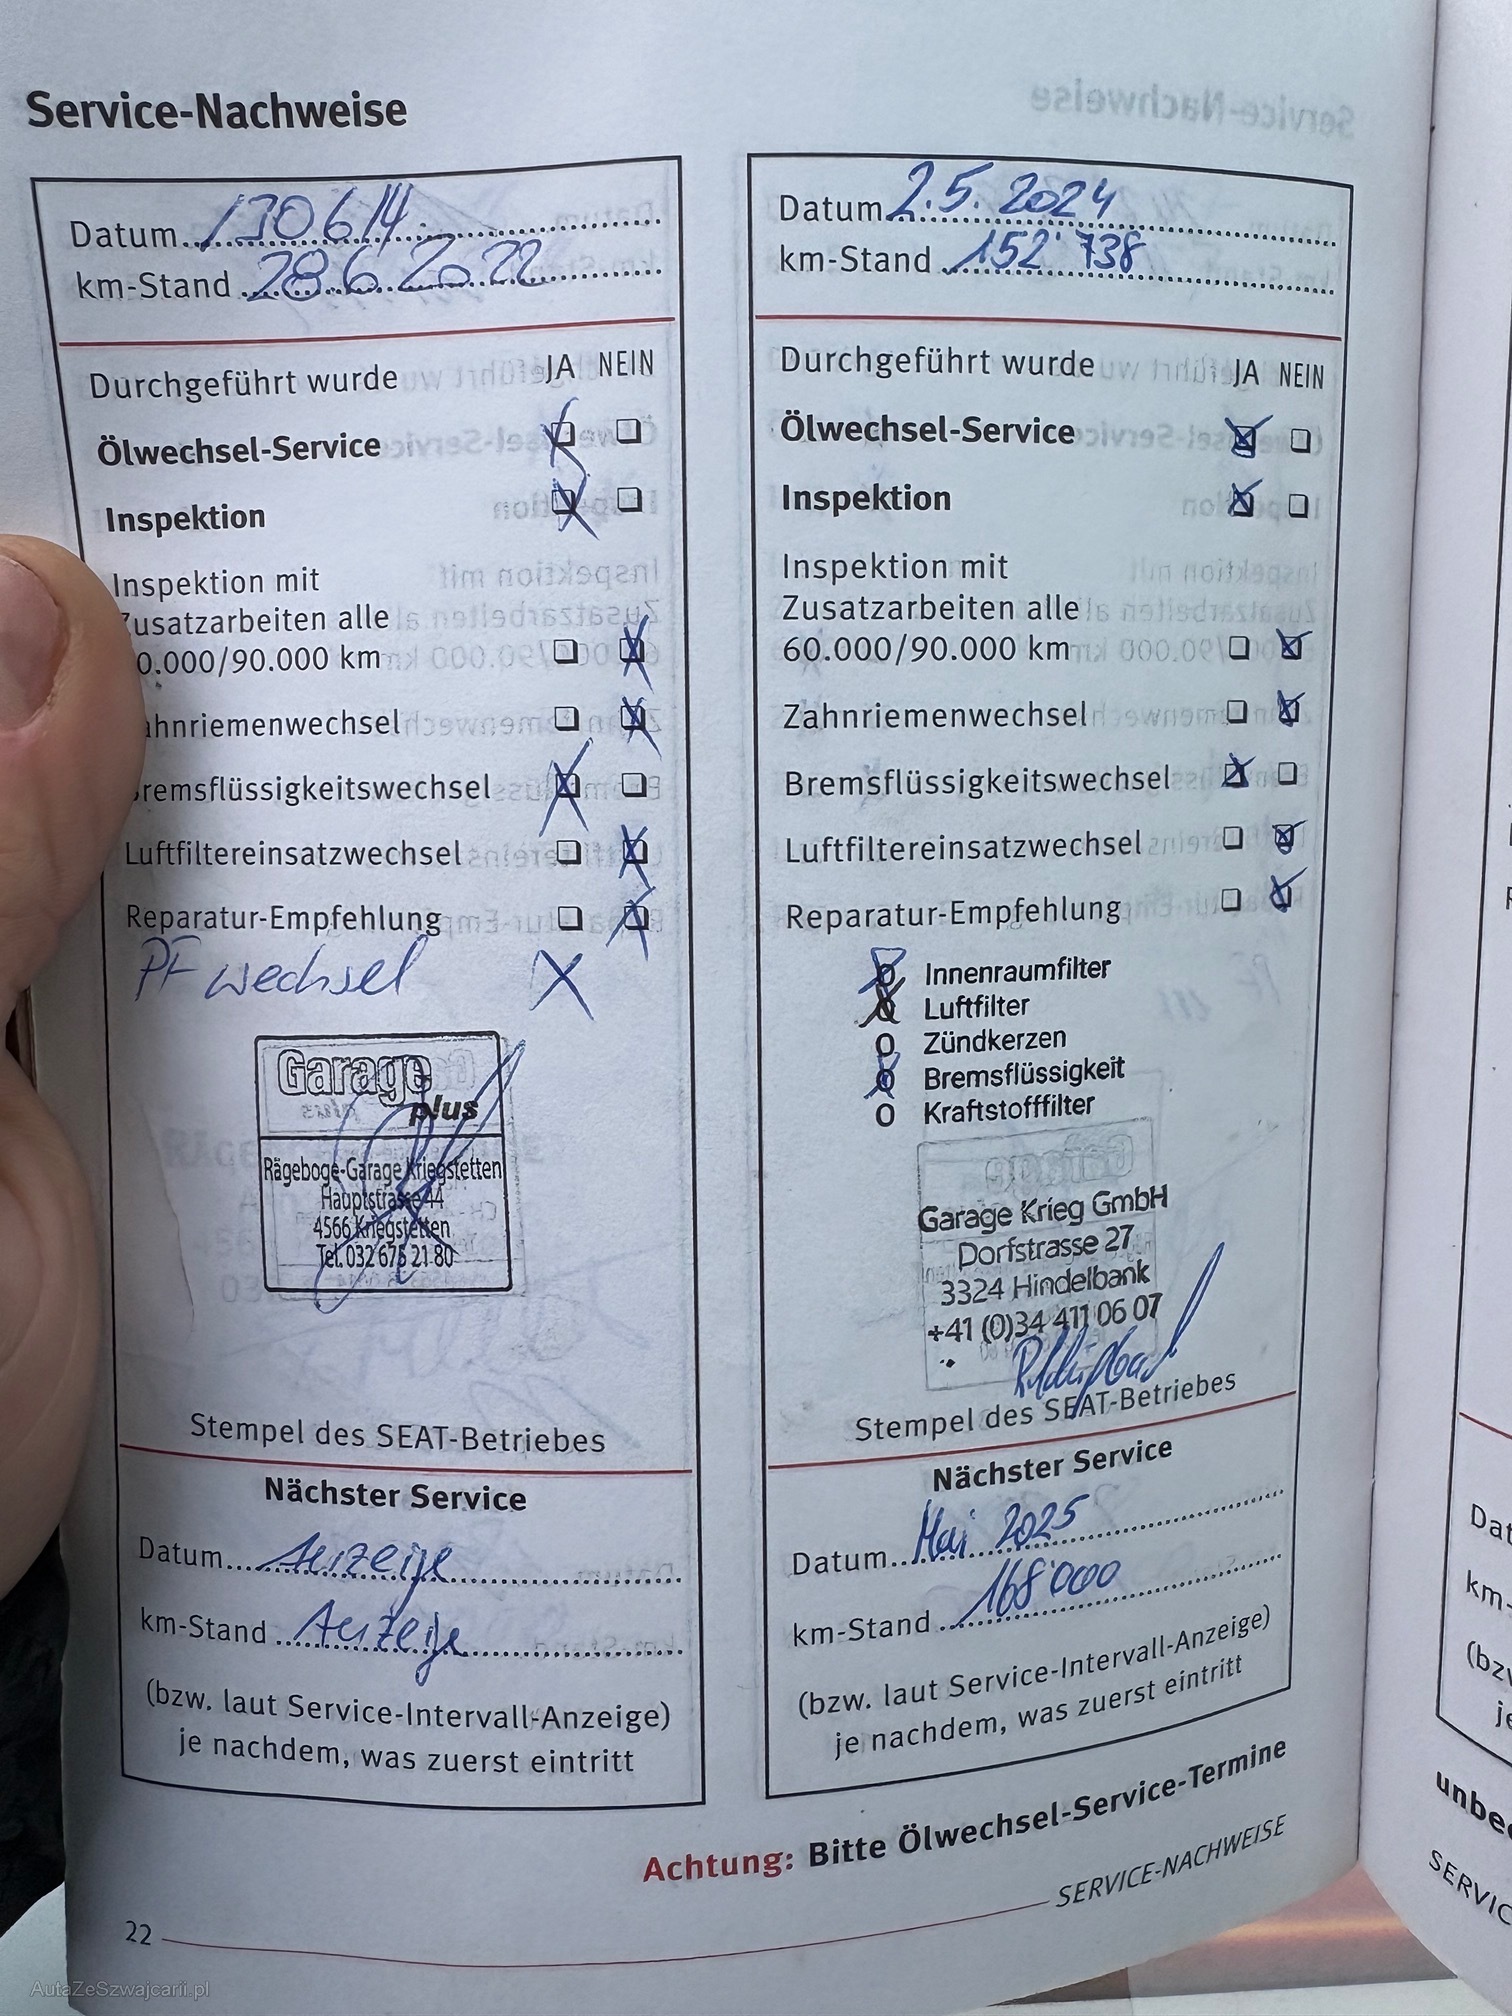 Service-Nachweise
Datum 130614
km-Stand 28.6.2022
Durchgeführt wurde JA NEIN
Ölwechsel-Service
Inspektion
Inspektion mit
Zusatzarbeiten alle
0.000/90.000 km
ahnriemenwechsel
remsflüssigkeitswechsel
Luftfiltereinsatzwechsel
Reparatur-Empfehlung
PF wechsel X
Garage
plus
Rägeboge-Garage Kriegstetten
Hauptstrasse 44
4566 Kriegstetten
Tel. 032 675 21 80
Stempel des SEAT-Betriebes
Nächster Service
Datum Anzeige
km-Stand Anzeige
(bzw. laut Service-Intervall-Anzeige)
je nachdem, was zuerst eintritt
Datum 2.5.2024
km-Stand 152'738
Durchgeführt wurde JA NEIN
Ölwechsel-Service
Inspektion
Inspektion mit
Zusatzarbeiten alle
60.000/90.000 km
Zahnriemenwechsel
Bremsflüssigkeitswechsel
Luftfiltereinsatzwechsel
Reparatur-Empfehlung
Innenraumfilter
Luftfilter
Zündkerzen
Bremsflüssigkeit
Kraftstofffilter
Garage Krieg GmbH
Dorfstrasse 27
3324 Hindelbank
+41 (0)34 411 06 07
Stempel des SEAT-Betriebes
Nächster Service
Datum Mai 2025
km-Stand 168'000
(bzw. laut Service-Intervall-Anzeige)
je nachdem, was zuerst eintritt
Achtung: Bitte Ölwechsel-Service-Termine
SERVICE-NACHWEISE
22
Dat
km-
(bzw
je
unbe
SERVIC
AutaZeSzwajcarii.pl